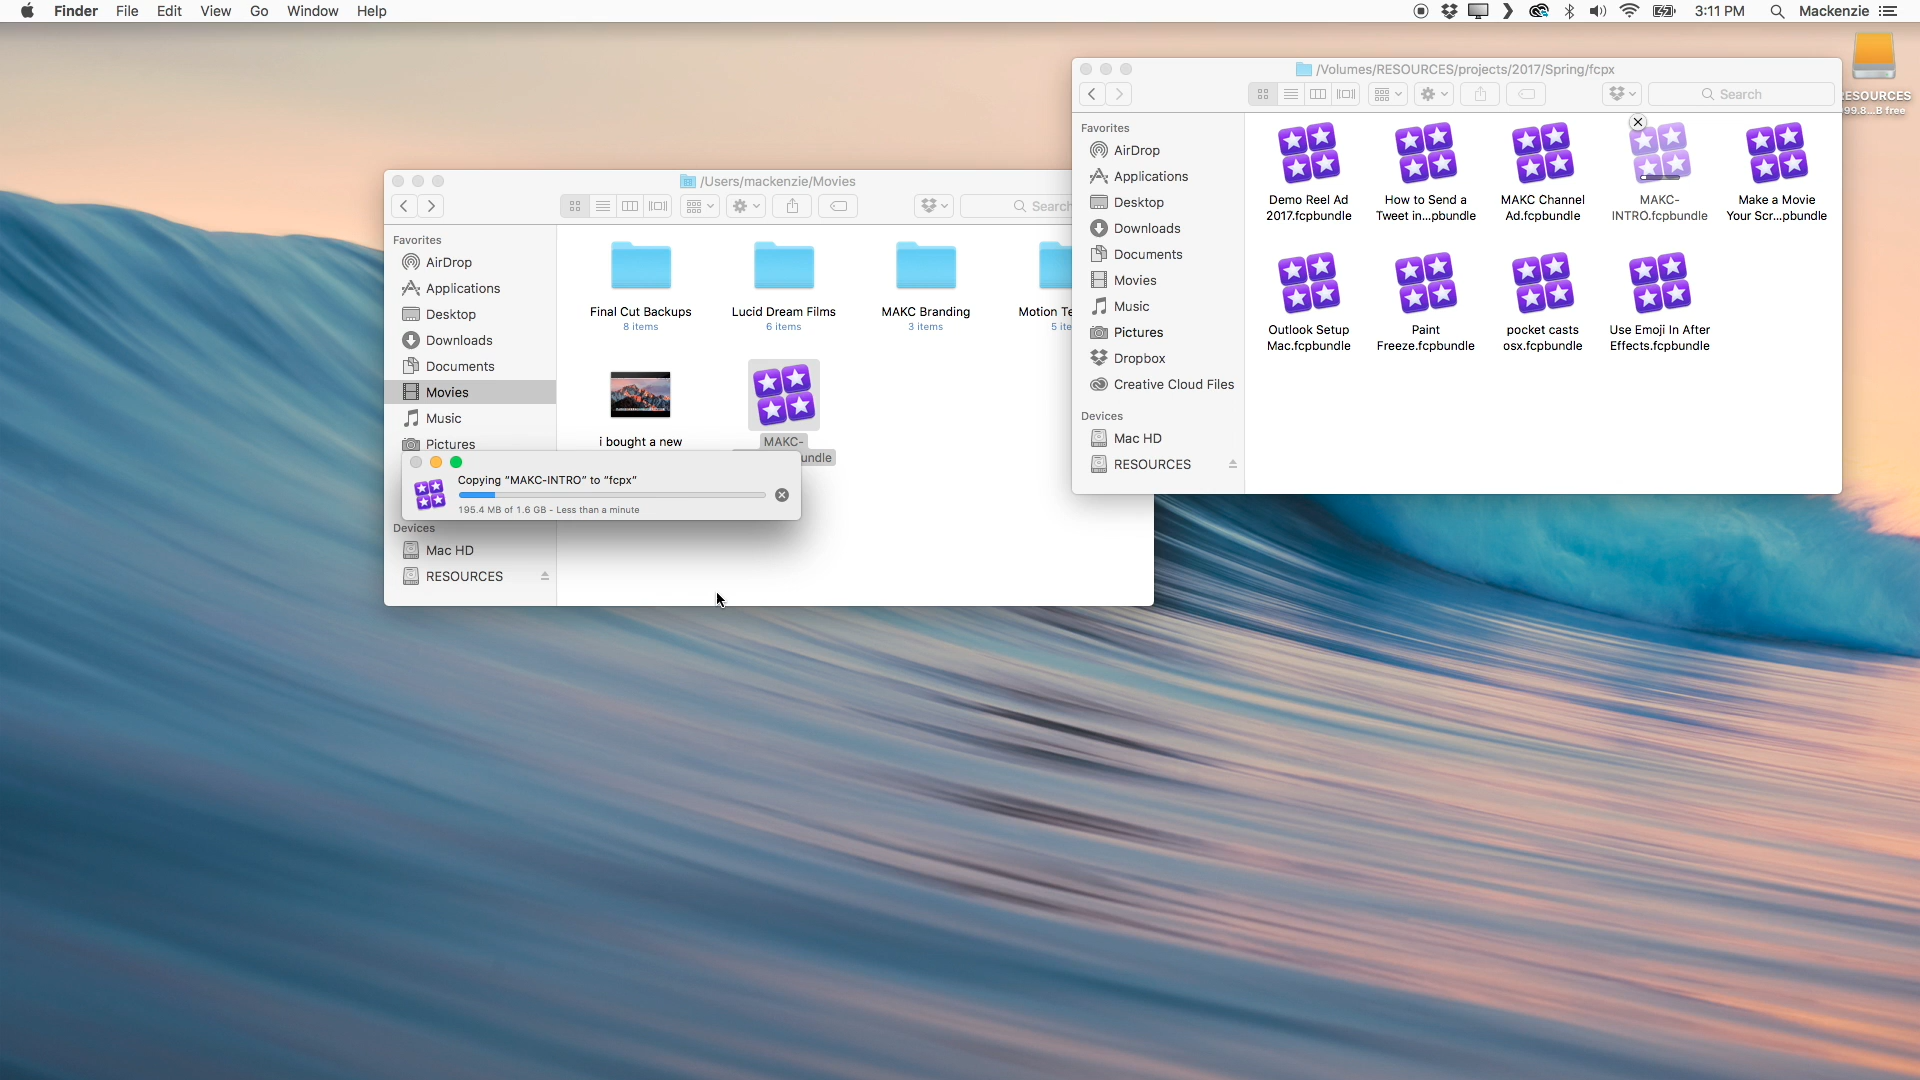 Finder File Edit View Go Window Help
3:11 PM Mackenzie
RESOURCES
99.8...B free
/Volumes/RESOURCES/projects/2017/Spring/fcpx
Search
Favorites
AirDrop
Applications
Desktop
Downloads
Documents
Movies
Music
Pictures
Dropbox
Creative Cloud Files
Devices
Mac HD
RESOURCES
Demo Reel Ad
2017.fcpbundle
How to Send a
Tweet in...pbundle
MAKC Channel
Ad.fcpbundle
MAKC-
INTRO.fcpbundle
Make a Movie
Your Scr...pbundle
Outlook Setup
Mac.fcpbundle
Paint
Freeze.fcpbundle
pocket casts
osx.fcpbundle
Use Emoji In After
Effects.fcpbundle
/Users/mackenzie/Movies
Search
Favorites
AirDrop
Applications
Desktop
Downloads
Documents
Movies
Music
Pictures
Devices
Mac HD
RESOURCES
Final Cut Backups
8 items
Lucid Dream Films
6 items
MAKC Branding
3 items
Motion Te
5 ite
i bought a new
MAKC-
undle
Copying “MAKC-INTRO” to “fcpx”
195.4 MB of 1.6 GB - Less than a minute